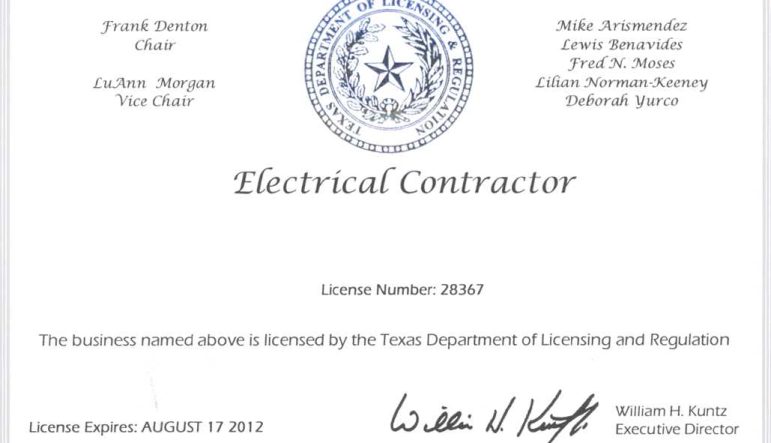 Frank Denton
Chair
LuAnn Morgan
Vice Chair
TEXAS DEPARTMENT OF LICENSING & REGULATION
Mike Arismendez
Lewis Benavides
Fred N. Moses
Lilian Norman-Keeney
Deborah Yurco
Electrical Contractor
License Number: 28367
The business named above is licensed by the Texas Department of Licensing and Regulation
License Expires: AUGUST 17 2012
William H. Kuntz
William H. Kuntz
Executive Director